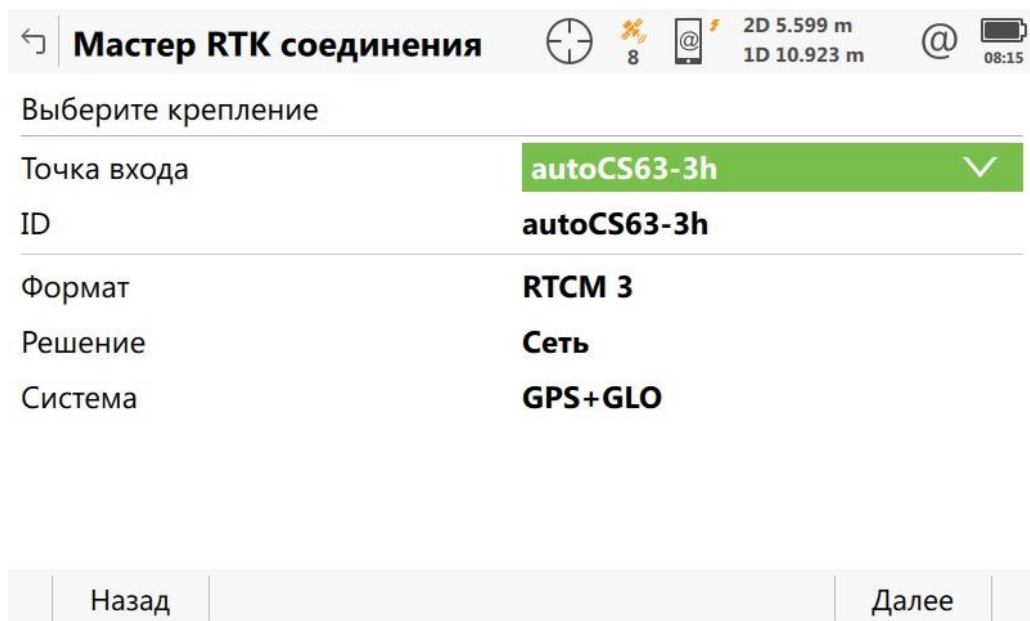 Мастер RTK соединения
8
@
2D 5.599 m
1D 10.923 m
@
08:15
Выберите крепление
Точка входа autoCS63-3h
ID autoCS63-3h
Формат RTCM 3
Решение Сеть
Система GPS+GLO
Назад Далее